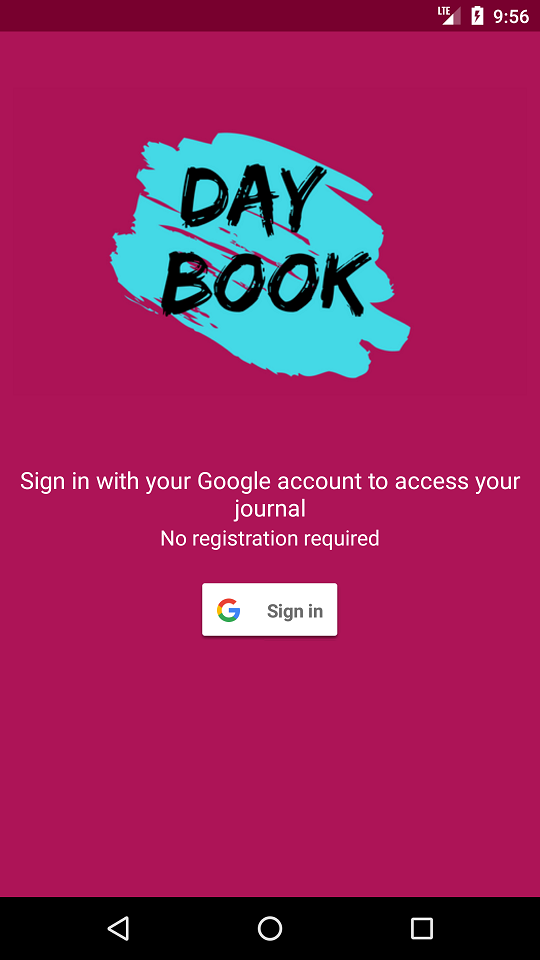 LTE 9:56
DAY
BOOK
Sign in with your Google account to access your
journal
No registration required
G Sign in